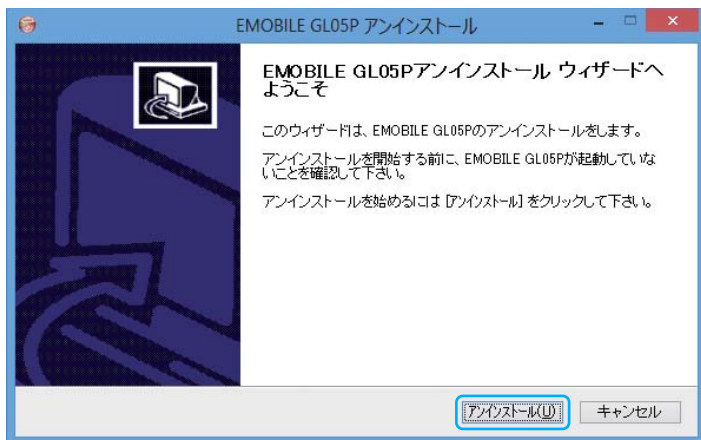 EMOBILE GL05P アンインストール
EMOBILE GL05Pアンインストール ウィザードへ
ようこそ
このウィザードは、EMOBILE GL05Pのアンインストールをします。
アンインストールを開始する前に、EMOBILE GL05Pが起動していな
いことを確認して下さい。
アンインストールを始めるには [アンインストール] をクリックして下さい。
アンインストール(U)
キャンセル